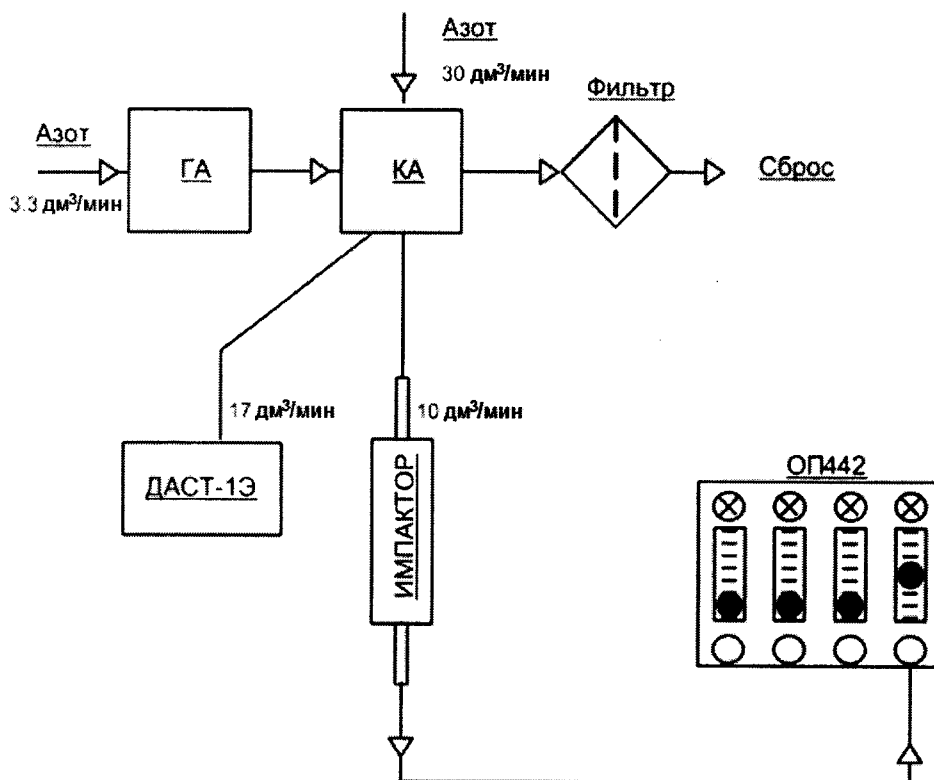 Азот
30 дм³/мин
Фильтр
Азот
ГА
КА
Сброс
3.3 дм³/мин
17 дм³/мин
10 дм³/мин
ДАСТ-1Э
ИМПАКТОР
ОП442